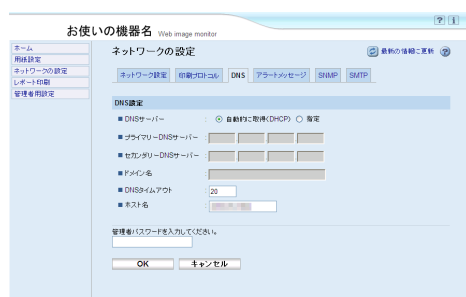 お使いの機器名 Web image monitor
ホーム
用紙設定
ネットワークの設定
レポート印刷
管理者用設定
ネットワークの設定
最新の情報に更新
ネットワーク設定 印刷プロトコル DNS アラートメッセージ SNMP SMTP
DNS設定
■ DNSサーバー : 自動的に取得(DHCP) 指定
■ プライマリーDNSサーバー :
■ セカンダリーDNSサーバー :
■ ドメイン名 :
■ DNSタイムアウト : 20
■ ホスト名 :
管理者パスワードを入力してください。
OK キャンセル